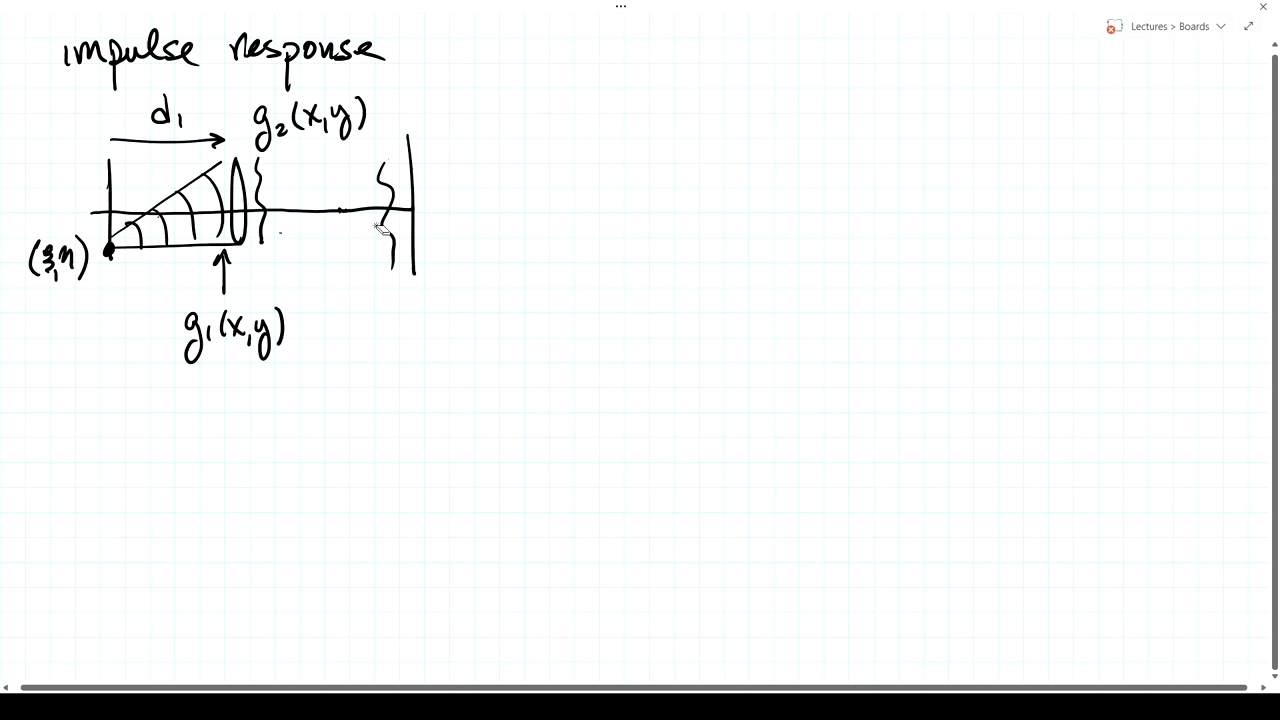 Lectures > Boards
impulse response
d₁
g₂(x,y)
(ξ,η)
g₁(x,y)